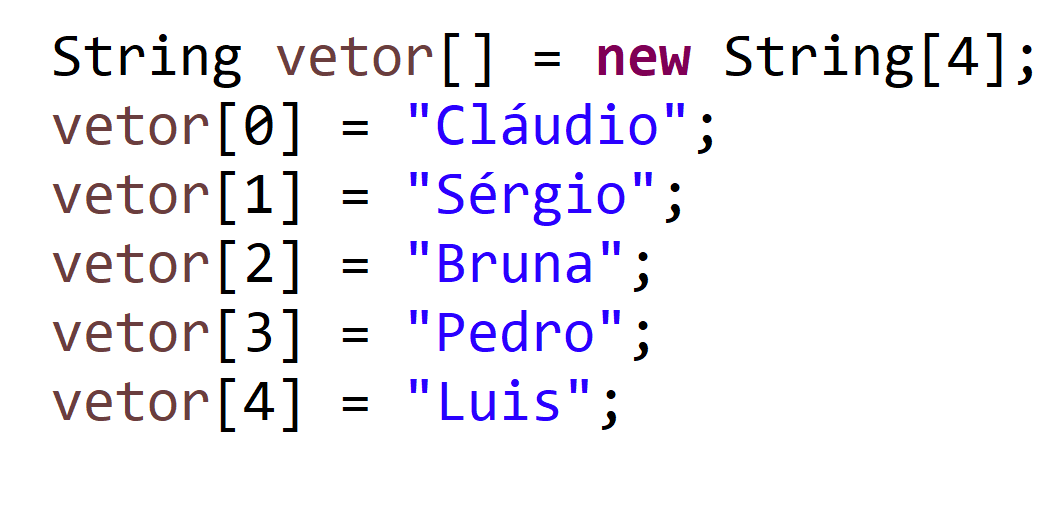 String vetor[] = new String[4];
vetor[0] = "Cláudio";
vetor[1] = "Sérgio";
vetor[2] = "Bruna";
vetor[3] = "Pedro";
vetor[4] = "Luis";